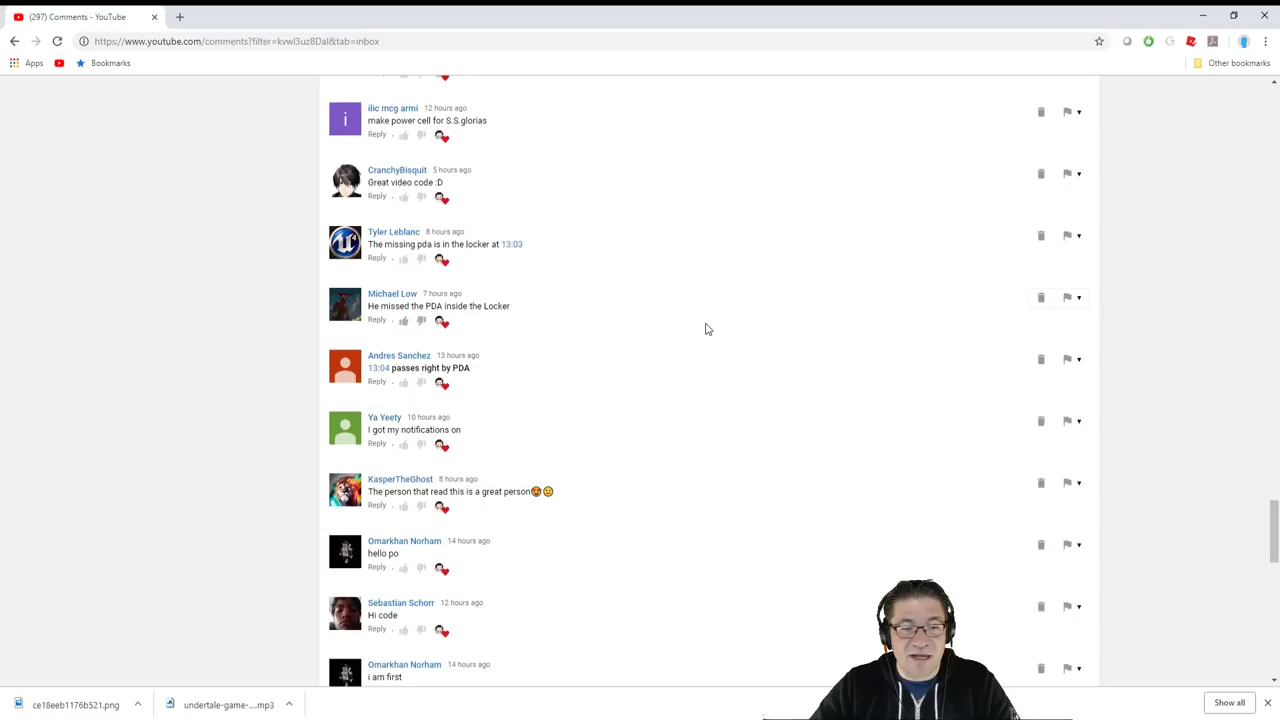 (297) Comments - YouTube
https://www.youtube.com/comments?filter=kvwl3uz8DaI&tab=inbox
Apps
Bookmarks
Other bookmarks
ilic mcg armi 12 hours ago
make power cell for S.S.glorias
Reply
CranchyBisquit 5 hours ago
Great video code :D
Reply
Tyler Leblanc 8 hours ago
The missing pda is in the locker at 13:03
Reply
Michael Low 7 hours ago
He missed the PDA inside the Locker
Reply
Andres Sanchez 13 hours ago
13:04 passes right by PDA
Reply
Ya Yeety 10 hours ago
I got my notifications on
Reply
KasperTheGhost 8 hours ago
The person that read this is a great person
Reply
Omarkhan Norham 14 hours ago
hello po
Reply
Sebastian Schorr 12 hours ago
Hi code
Reply
Omarkhan Norham 14 hours ago
i am first
ce18eeb1176b521.png
undertale-game-....mp3
Show all